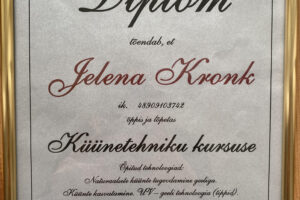 Diplom
tõendab, et
Jelena Kronk
ik. 48909103742
õppis ja lõpetas
Küünetehniku kursuse
Õpitud tehnoloogiad:
Naturaalsete küünte tugevdamine geeliga.
Küünte kasvatamine. UV - geeli tehnoloogia (tüppid).